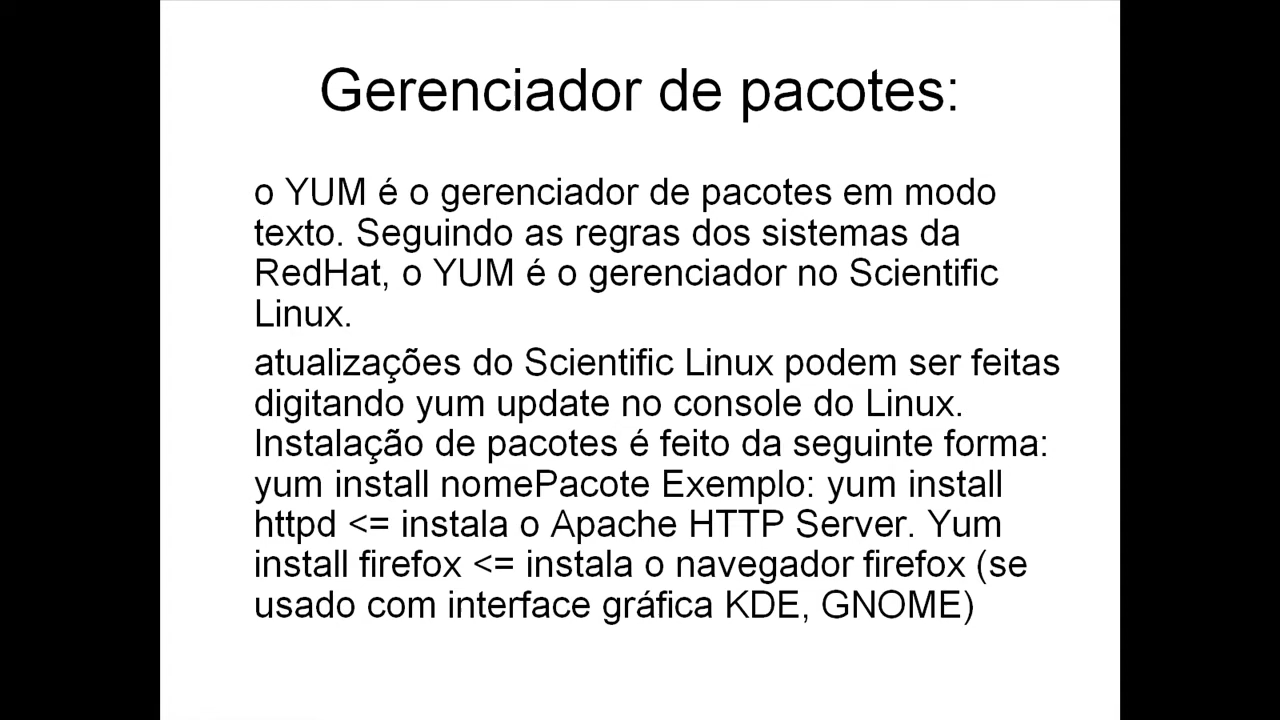 Gerenciador de pacotes:
o YUM é o gerenciador de pacotes em modo
texto. Seguindo as regras dos sistemas da
RedHat, o YUM é o gerenciador no Scientific
Linux.
atualizações do Scientific Linux podem ser feitas
digitando yum update no console do Linux.
Instalação de pacotes é feito da seguinte forma:
yum install nomePacote Exemplo: yum install
httpd <= instala o Apache HTTP Server. Yum
install firefox <= instala o navegador firefox (se
usado com interface gráfica KDE, GNOME)